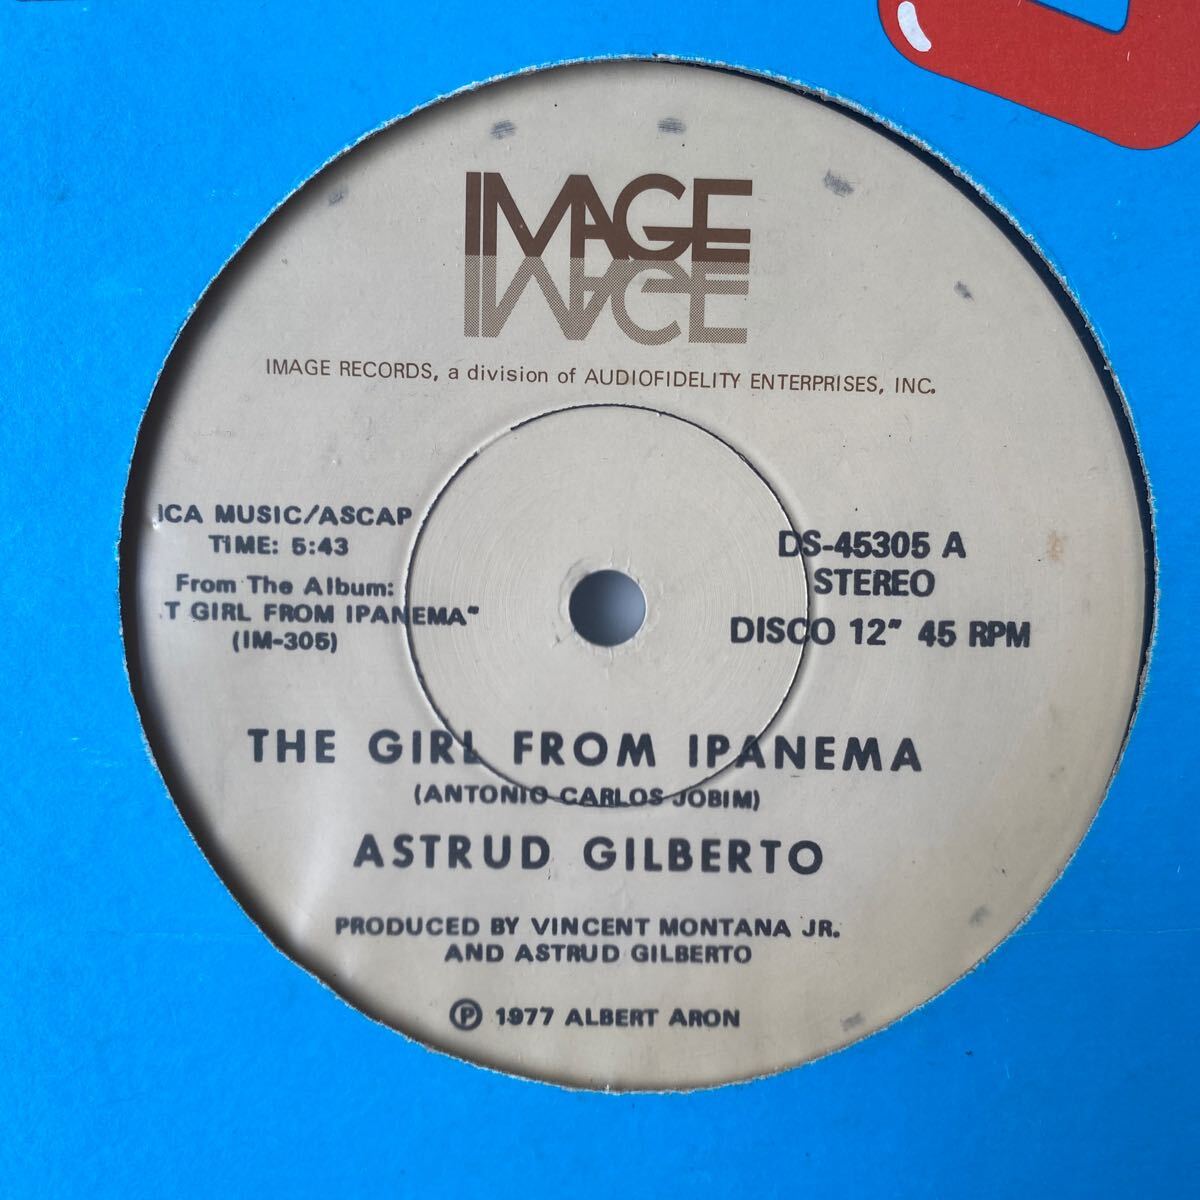 IMAGE
IMAGE RECORDS, a division of AUDIOFIDELITY ENTERPRISES, INC.
ICA MUSIC/ASCAP
TIME: 5:43
From The Album:
T GIRL FROM IPANEMA"
(IM-305)
DS-45305 A
STEREO
DISCO 12" 45 RPM
THE GIRL FROM IPANEMA
(ANTONIO CARLOS JOBIM)
ASTRUD GILBERTO
PRODUCED BY VINCENT MONTANA JR.
AND ASTRUD GILBERTO
Ⓟ 1977 ALBERT ARON